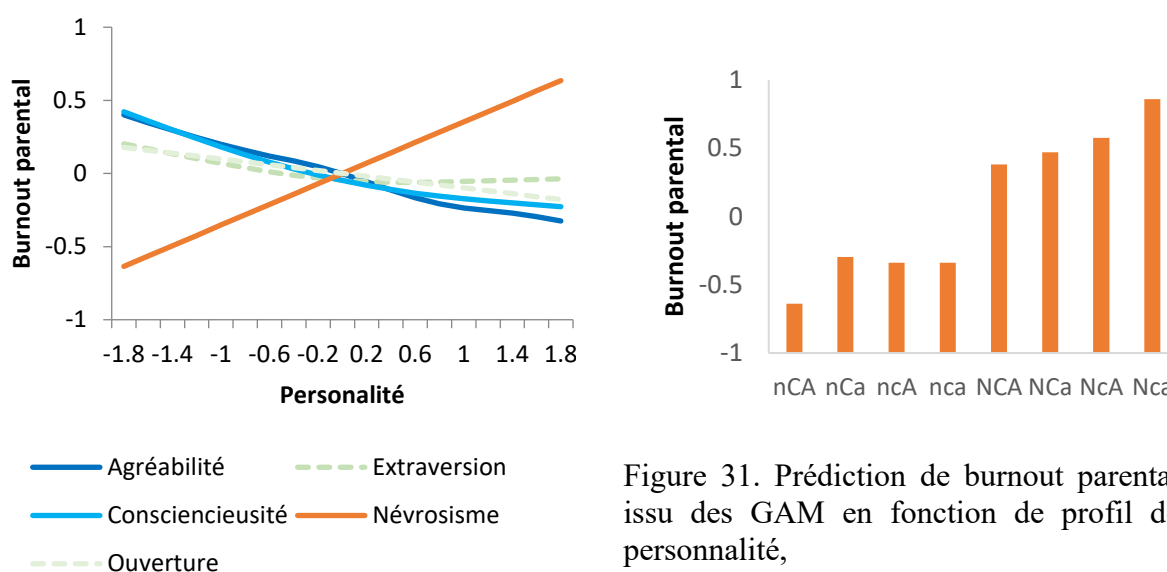 1
0.5
0
-0.5
-1
Burnout parental
-1.8 -1.4 -1 -0.6 -0.2 0.2 0.6 1 1.4 1.8
Personalité
Agréabilité
Extraversion
Consciencieusité
Névrosisme
Ouverture
1
0.5
0
-0.5
-1
Burnout parental
nCA nCa ncA nca NCA NCa NcA Nca
Figure 31. Prédiction de burnout parenta
issu des GAM en fonction de profil d
personnalité,